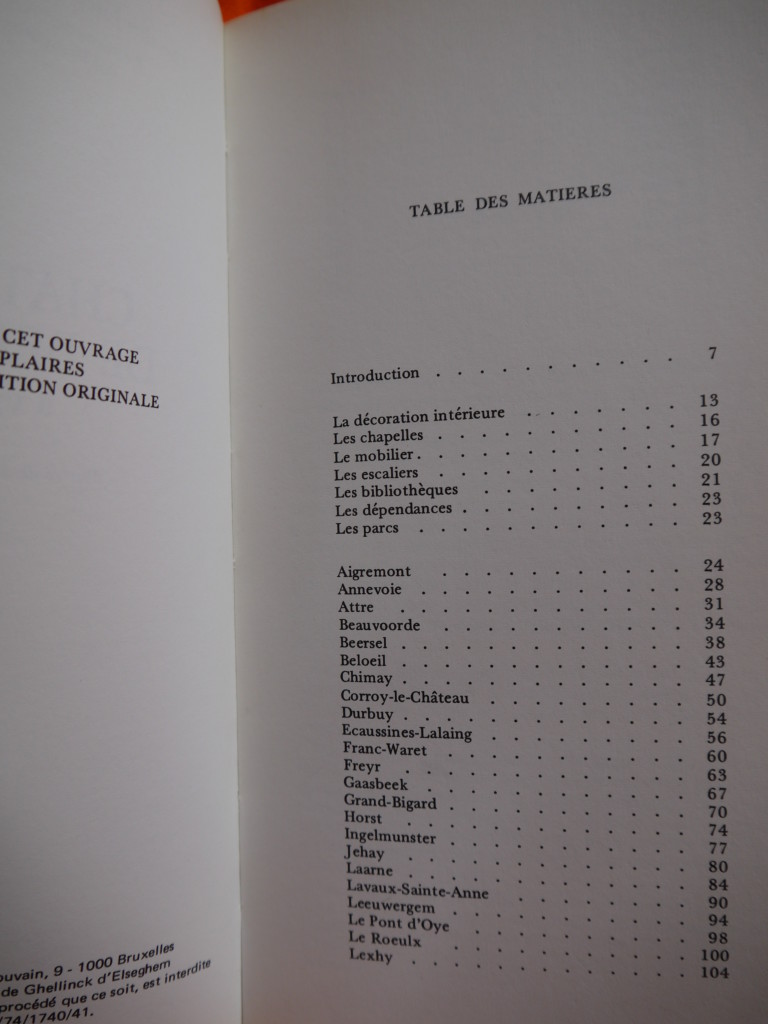 CET OUVRAGE
PLAIRES
ITION ORIGINALE
ouvain, 9 - 1000 Bruxelles
de Ghellinck d'Elseghem
procédé que ce soit, est interdite
/74/1740/41.
TABLE DES MATIERES
Introduction . . . . . . . . . . . 7
La décoration intérieure . . . . . . . 13
Les chapelles . . . . . . . . . . . 16
Le mobilier . . . . . . . . . . . . 17
Les escaliers . . . . . . . . . . . 20
Les bibliothèques . . . . . . . . . 21
Les dépendances . . . . . . . . . . 23
Les parcs . . . . . . . . . . . . 23
Aigremont . . . . . . . . . . . 24
Annevoie . . . . . . . . . . . . 28
Attre . . . . . . . . . . . . . 31
Beauvoorde . . . . . . . . . . . 34
Beersel . . . . . . . . . . . . . 38
Beloeil . . . . . . . . . . . . . 43
Chimay . . . . . . . . . . . . . 47
Corroy-le-Château . . . . . . . . . 50
Durbuy . . . . . . . . . . . . . 54
Ecaussines-Lalaing . . . . . . . . . 56
Franc-Waret . . . . . . . . . . . 60
Freyr . . . . . . . . . . . . . 63
Gaasbeek . . . . . . . . . . . . 67
Grand-Bigard . . . . . . . . . . . 70
Horst . . . . . . . . . . . . . 74
Ingelmunster . . . . . . . . . . . 77
Jehay . . . . . . . . . . . . . 80
Laarne . . . . . . . . . . . . . 84
Lavaux-Sainte-Anne . . . . . . . . . 90
Leeuwergem . . . . . . . . . . . 94
Le Pont d'Oye . . . . . . . . . . 98
Le Roeulx . . . . . . . . . . . 100
Lexhy . . . . . . . . . . . . . 104